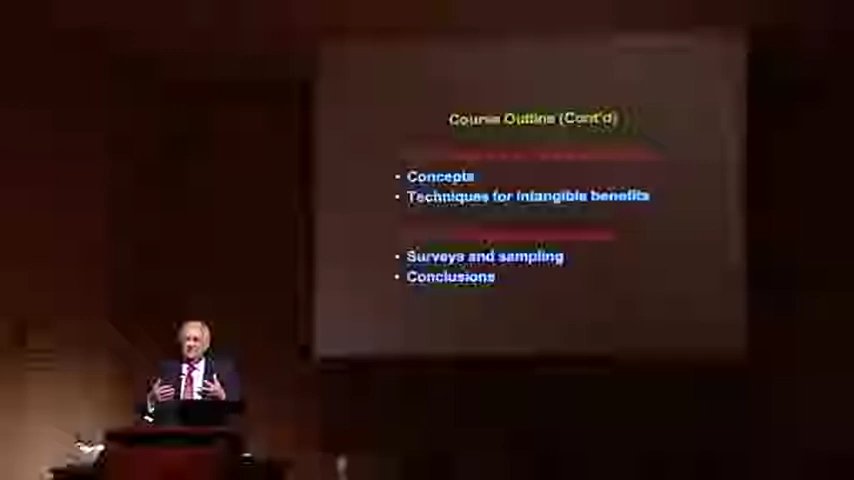 Course Outline (Cont'd)
• Concepts
• Techniques for intangible benefits
• Surveys and sampling
• Conclusions